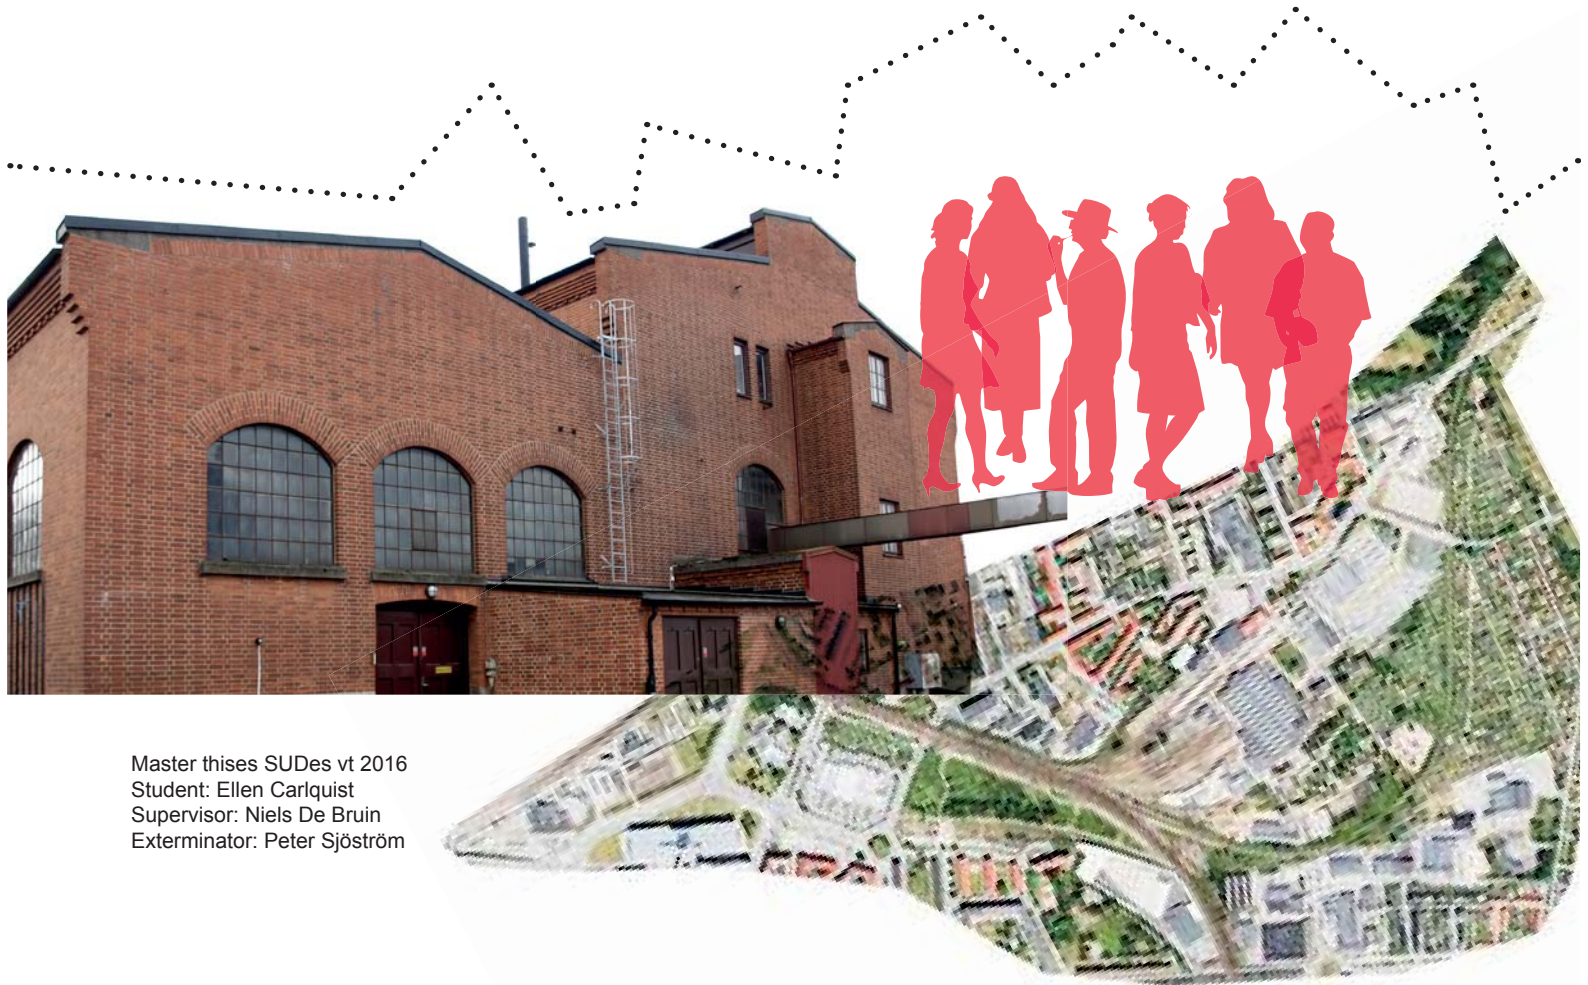 Master thises SUDes vt 2016
Student: Ellen Carlquist
Supervisor: Niels De Bruin
Exterminator: Peter Sjöström